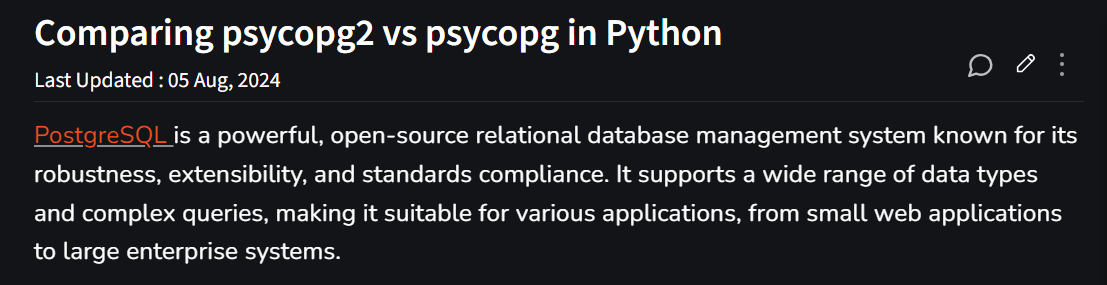 Comparing psycopg2 vs psycopg in Python
Last Updated : 05 Aug, 2024
PostgreSQL is a powerful, open-source relational database management system known for its
robustness, extensibility, and standards compliance. It supports a wide range of data types
and complex queries, making it suitable for various applications, from small web applications
to large enterprise systems.